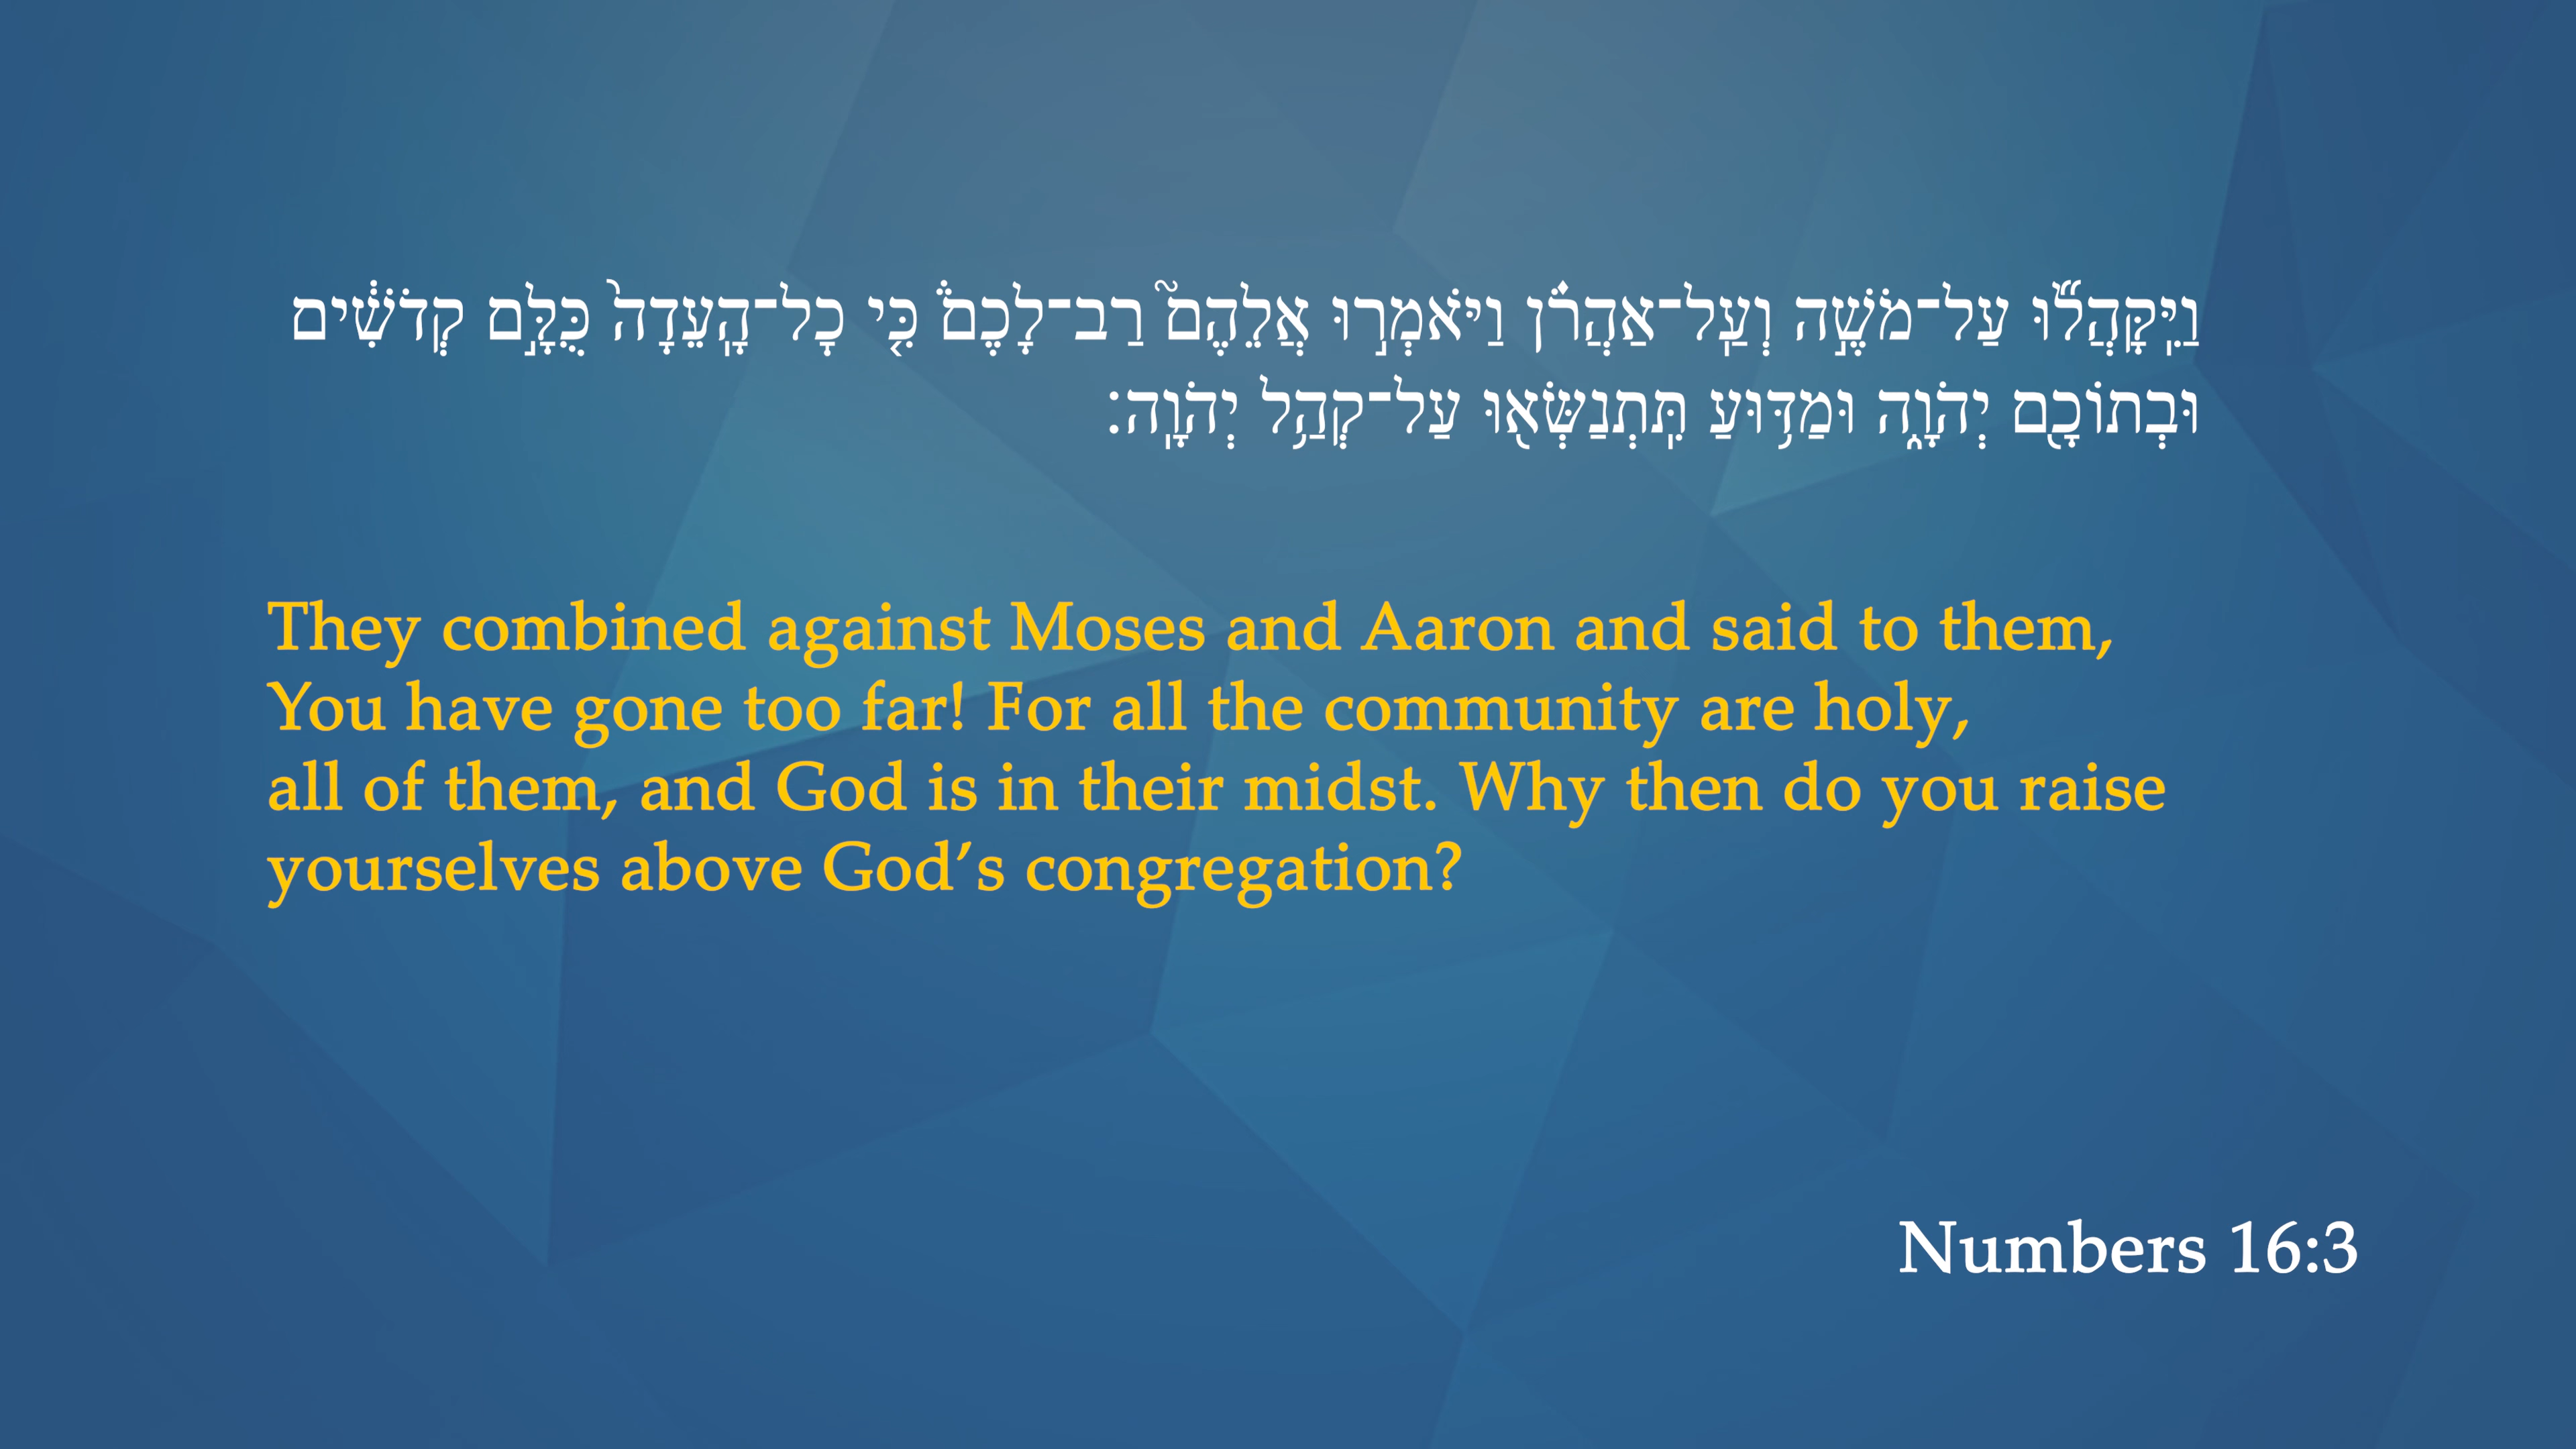 וַיִּֽקָּהֲל֞וּ עַל־מֹשֶׁ֣ה וְעַֽל־אַהֲרֹ֗ן וַיֹּאמְר֣וּ אֲלֵהֶם֮ רַב־לָכֶם֒ כִּ֤י כָל־הָֽעֵדָה֙ כֻּלָּ֣ם קְדֹשִׁ֔ים
וּבְתוֹכָ֖ם יְהֹוָ֑ה וּמַדּ֥וּעַ תִּֽתְנַשְּׂא֖וּ עַל־קְהַ֥ל יְהֹוָֽה׃
They combined against Moses and Aaron and said to them,
You have gone too far! For all the community are holy,
all of them, and God is in their midst. Why then do you raise
yourselves above God’s congregation?
Numbers 16:3